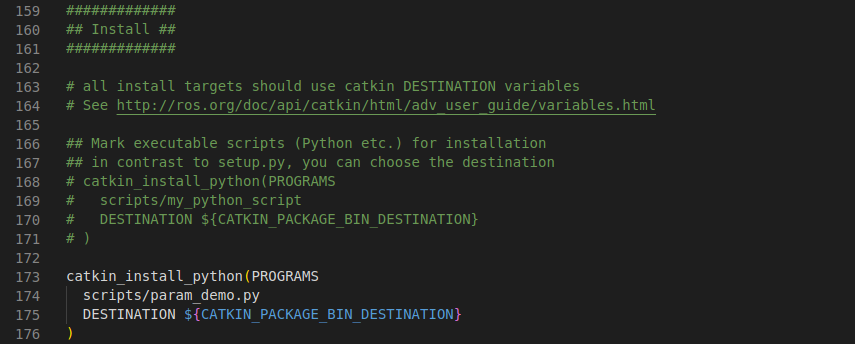 159 #############
160 ## Install ##
161 #############
162
163 # all install targets should use catkin DESTINATION variables
164 # See http://ros.org/doc/api/catkin/html/adv_user_guide/variables.html
165
166 ## Mark executable scripts (Python etc.) for installation
167 ## in contrast to setup.py, you can choose the destination
168 # catkin_install_python(PROGRAMS
169 #   scripts/my_python_script
170 #   DESTINATION ${CATKIN_PACKAGE_BIN_DESTINATION}
171 # )
172
173 catkin_install_python(PROGRAMS
174   scripts/param_demo.py
175   DESTINATION ${CATKIN_PACKAGE_BIN_DESTINATION}
176 )